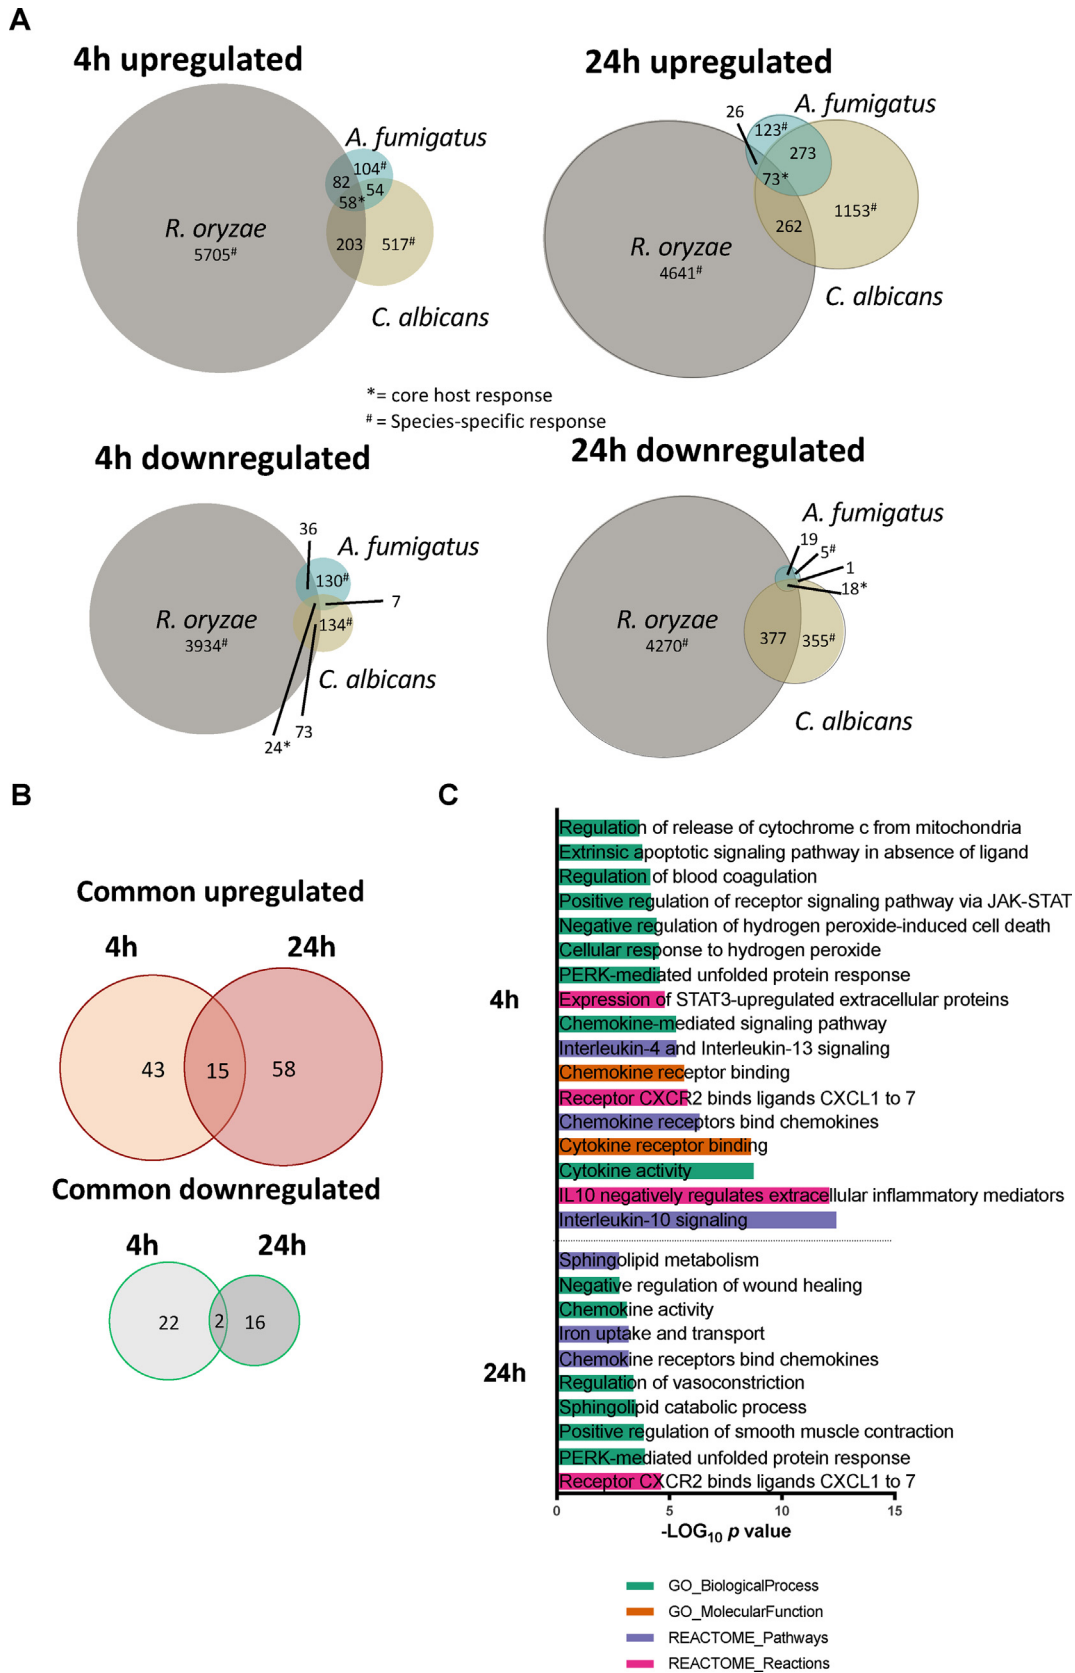 A
4h upregulated
24h upregulated
A. fumigatus
26
A. fumigatus
123#
104#
273
82
54
73*
58*
1153#
R. oryzae
5705#
203
517#
262
R. oryzae
4641#
C. albicans
C. albicans
*= core host response
# = Species-specific response
4h downregulated
24h downregulated
36
A. fumigatus
130#
7
R. oryzae
3934#
134#
C. albicans
73
24*
A. fumigatus
19
5#
1
18*
R. oryzae
4270#
377
355#
C. albicans
B
Common upregulated
4h
24h
43
15
58
Common downregulated
4h
24h
22
2
16
C
4h
Regulation of release of cytochrome c from mitochondria
Extrinsic apoptotic signaling pathway in absence of ligand
Regulation of blood coagulation
Positive regulation of receptor signaling pathway via JAK-STAT
Negative regulation of hydrogen peroxide-induced cell death
Cellular response to hydrogen peroxide
PERK-mediated unfolded protein response
Expression of STAT3-upregulated extracellular proteins
Chemokine-mediated signaling pathway
Interleukin-4 and Interleukin-13 signaling
Chemokine receptor binding
Receptor CXCR2 binds ligands CXCL1 to 7
Chemokine receptors bind chemokines
Cytokine receptor binding
Cytokine activity
IL10 negatively regulates extracellular inflammatory mediators
Interleukin-10 signaling
24h
Sphingolipid metabolism
Negative regulation of wound healing
Chemokine activity
Iron uptake and transport
Chemokine receptors bind chemokines
Regulation of vasoconstriction
Sphingolipid catabolic process
Positive regulation of smooth muscle contraction
PERK-mediated unfolded protein response
Receptor CXCR2 binds ligands CXCL1 to 7
0 5 10 15
-LOG10 p value
GO_BiologicalProcess
GO_MolecularFunction
REACTOME_Pathways
REACTOME_Reactions